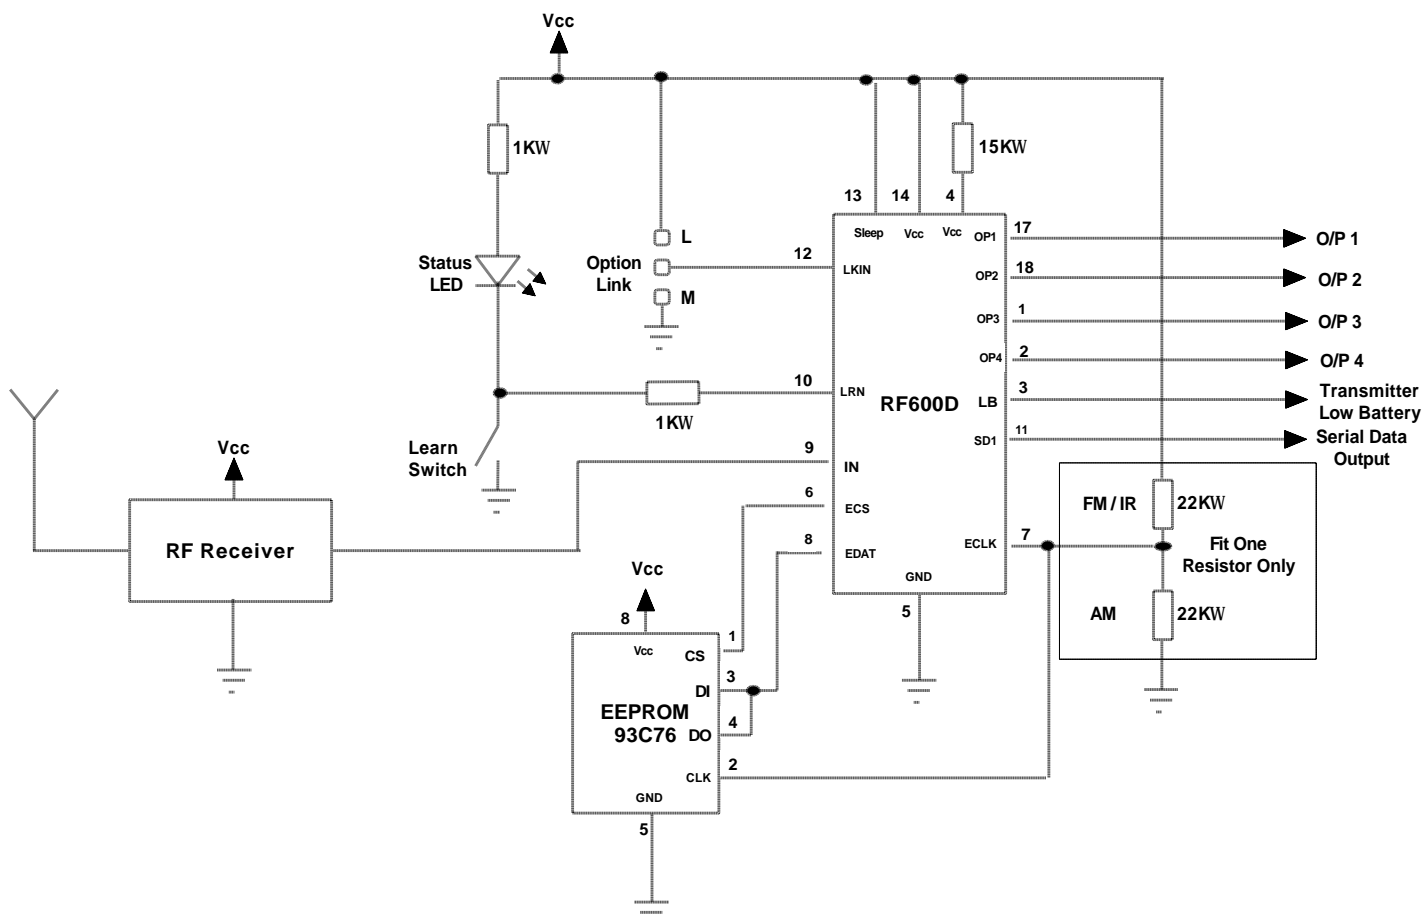 Vcc
1KW
15KW
13
14
4
Sleep
Vcc
Vcc
OP1
17
O/P 1
L
Option
Link
M
12
LKIN
Status
LED
OP2
18
O/P 2
OP3
1
O/P 3
OP4
2
O/P 4
10
LRN
RF600D
LB
3
Transmitter
Low Battery
1KW
SD1
11
Serial Data
Output
Learn
Switch
9
IN
Vcc
RF Receiver
6
ECS
8
EDAT
ECLK
7
GND
5
FM / IR
22KW
Fit One
Resistor Only
AM
22KW
Vcc
8
Vcc
1
CS
3
DI
EEPROM
93C76
4
DO
2
CLK
GND
5